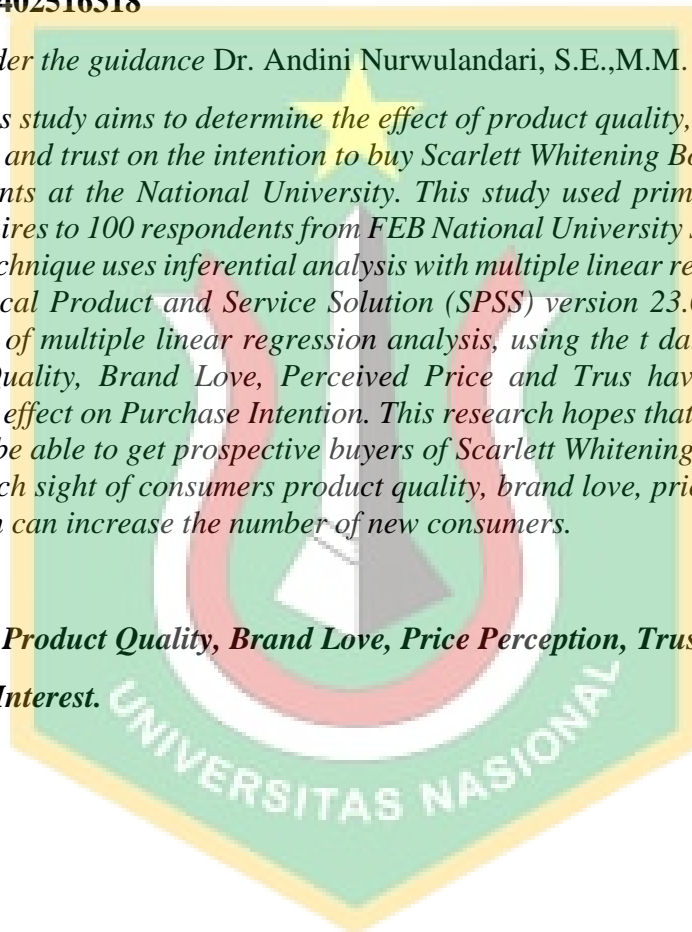 402516318
der the guidance Dr. Andini Nurwulandari, S.E.,M.M.
s study aims to determine the effect of product quality,
and trust on the intention to buy Scarlett Whitening Bo
nts at the National University. This study used prim
ires to 100 respondents from FEB National University
chnique uses inferential analysis with multiple linear re
cal Product and Service Solution (SPSS) version 23.
of multiple linear regression analysis, using the t da
uality, Brand Love, Perceived Price and Trus hav
effect on Purchase Intention. This research hopes that
be able to get prospective buyers of Scarlett Whitening
ch sight of consumers product quality, brand love, pric
can increase the number of new consumers.
Product Quality, Brand Love, Price Perception, Trus
Interest.
UNIVERSITAS NASIONAL